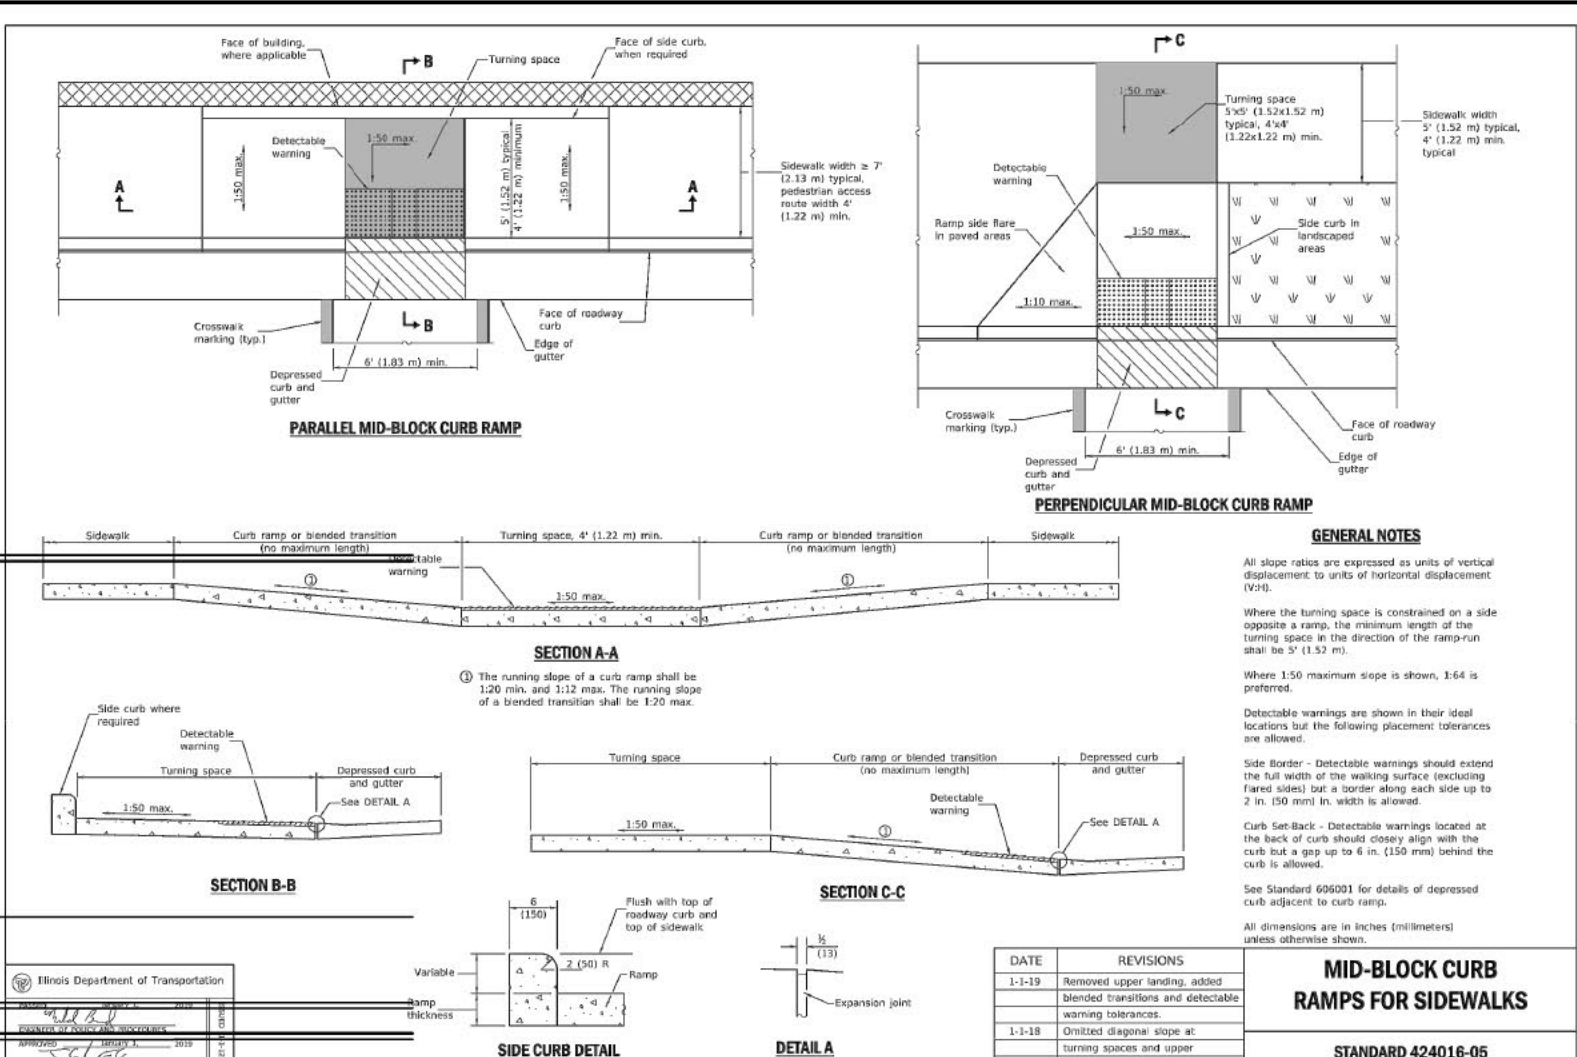 Face of building,
where applicable
B
Turning space
Face of side curb,
when required
Detectable
warning
1:50 max.
1:50 max.
5' (1.52 m) typical
4' (1.22 m) minimum
1:50 max.
A
A
Sidewalk width ≥ 7'
(2.13 m) typical,
pedestrian access
route width 4'
(1.22 m) min.
Crosswalk
marking (typ.)
B
Face of roadway
curb
Edge of
gutter
6' (1.83 m) min.
Depressed
curb and
gutter
PARALLEL MID-BLOCK CURB RAMP
C
1:50 max.
Turning space
5'x5' (1.52x1.52 m)
typical, 4'x4'
(1.22x1.22 m) min.
Sidewalk width
5' (1.52 m) typical,
4' (1.22 m) min.
typical
Detectable
warning
Ramp side flare
in paved areas
1:50 max.
Side curb in
landscaped
areas
1:10 max.
Crosswalk
marking (typ.)
C
Face of roadway
curb
6' (1.83 m) min.
Edge of
gutter
Depressed
curb and
gutter
PERPENDICULAR MID-BLOCK CURB RAMP
Sidewalk
Curb ramp or blended transition
(no maximum length)
Turning space, 4' (1.22 m) min.
Curb ramp or blended transition
(no maximum length)
Sidewalk
Detectable
warning
①
1:50 max.
①
SECTION A-A
① The running slope of a curb ramp shall be
1:20 min. and 1:12 max. The running slope
of a blended transition shall be 1:20 max.
Side curb where
required
Detectable
warning
Turning space
Depressed curb
and gutter
1:50 max.
See DETAIL A
SECTION B-B
Turning space
Curb ramp or blended transition
(no maximum length)
Depressed curb
and gutter
Detectable
warning
1:50 max.
①
See DETAIL A
SECTION C-C
6
(150)
Flush with top of
roadway curb and
top of sidewalk
Variable
2 (50) R
Ramp
Ramp
thickness
SIDE CURB DETAIL
½
(13)
Expansion joint
DETAIL A
GENERAL NOTES
All slope ratios are expressed as units of vertical
displacement to units of horizontal displacement
(V:H).
Where the turning space is constrained on a side
opposite a ramp, the minimum length of the
turning space in the direction of the ramp-run
shall be 5' (1.52 m).
Where 1:50 maximum slope is shown, 1:64 is
preferred.
Detectable warnings are shown in their ideal
locations but the following placement tolerances
are allowed.
Side Border - Detectable warnings should extend
the full width of the walking surface (excluding
flared sides) but a border along each side up to
2 in. (50 mm) in. width is allowed.
Curb Set-Back - Detectable warnings located at
the back of curb should closely align with the
curb but a gap up to 6 in. (150 mm) behind the
curb is allowed.
See Standard 606001 for details of depressed
curb adjacent to curb ramp.
All dimensions are in inches (millimeters)
unless otherwise shown.
Illinois Department of Transportation
PASSED January 1, 2019
ENGINEER OF POLICY AND PROCEDURES
APPROVED January 1, 2019
DATE REVISIONS
1-1-19 Removed upper landing, added
blended transitions and detectable
warning tolerances.
1-1-18 Omitted diagonal slope at
turning spaces and upper
MID-BLOCK CURB
RAMPS FOR SIDEWALKS
STANDARD 424016-05